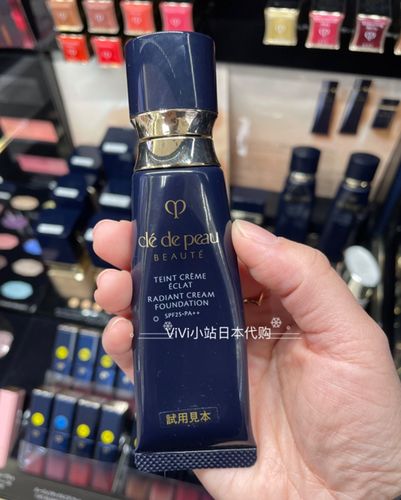 clé de peau
BEAUTÉ
TEINT CRÈME
ÉCLAT
RADIANT CREAM
FOUNDATION
SPF25·PA++
ViVi小站日本代购
試用見本